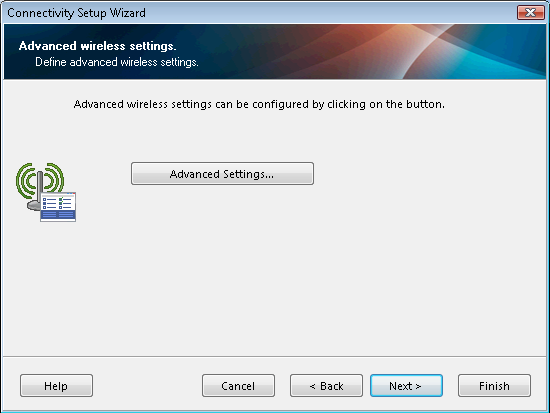 Connectivity Setup Wizard
Advanced wireless settings.
Define advanced wireless settings.
Advanced wireless settings can be configured by clicking on the button.
Advanced Settings...
Help
Cancel
< Back
Next >
Finish